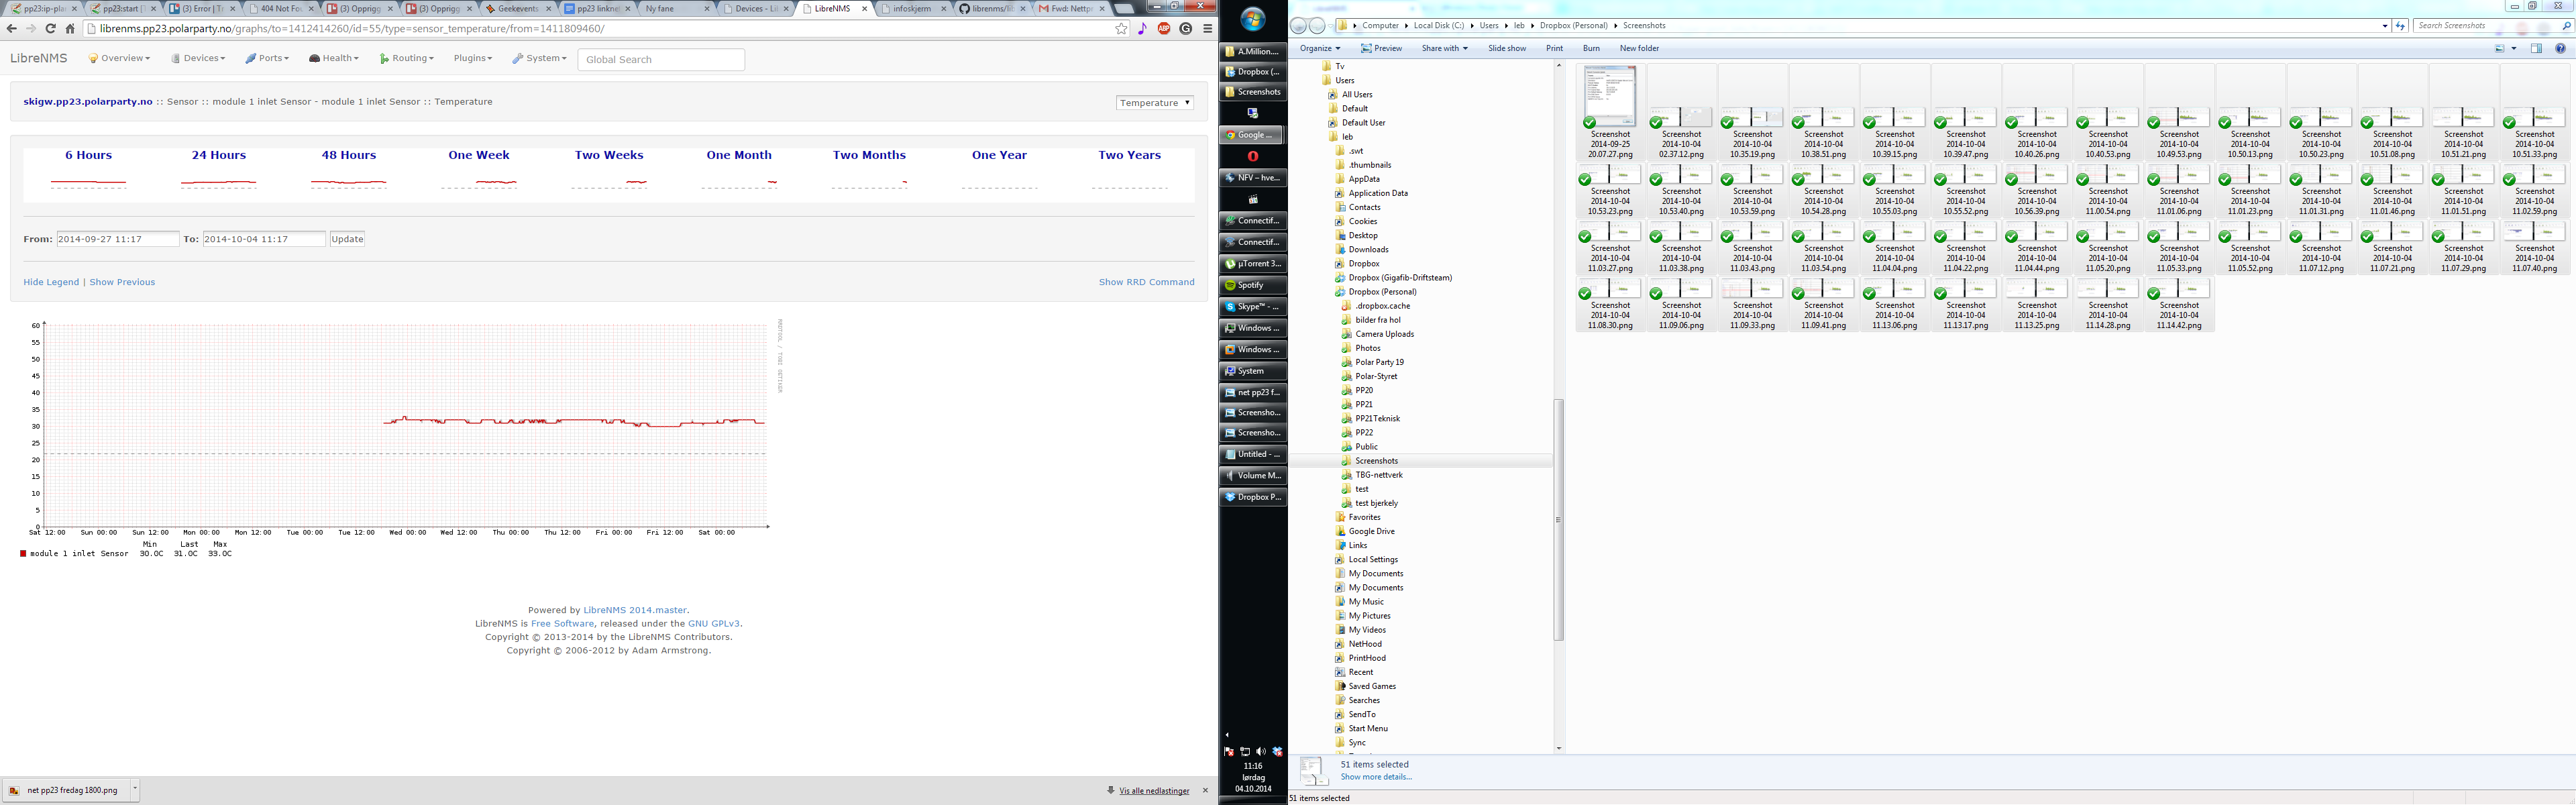 pp23:ip-plan
pp23:start [T
(3) Error | Tr
404 Not Fou
(3) Opprigg
(3) Opprigg
Geekevents
pp23 linknet
Ny fane
Devices - Li
LibreNMS
infoskjerm
librenms/lib
Fwd: Nettpr
librenms.pp23.polarparty.no/graphs/to=1412414260/id=55/type=sensor_temperature/from=1411809460/
LibreNMS Overview Devices Ports Health Routing Plugins System Global Search
skigw.pp23.polarparty.no :: Sensor :: module 1 inlet Sensor - module 1 inlet Sensor :: Temperature
Temperature
6 Hours 24 Hours 48 Hours One Week Two Weeks One Month Two Months One Year Two Years
From: 2014-09-27 11:17 To: 2014-10-04 11:17 Update
Hide Legend | Show Previous
Show RRD Command
RRDTOOL / TOBI OETIKER
60
55
50
45
40
35
30
25
20
15
10
5
0
Sat 12:00 Sun 00:00 Sun 12:00 Mon 00:00 Mon 12:00 Tue 00:00 Tue 12:00 Wed 00:00 Wed 12:00 Thu 00:00 Thu 12:00 Fri 00:00 Fri 12:00 Sat 00:00
Min Last Max
module 1 inlet Sensor 30.0C 31.0C 33.0C
Powered by LibreNMS 2014.master.
LibreNMS is Free Software, released under the GNU GPLv3.
Copyright © 2013-2014 by the LibreNMS Contributors.
Copyright © 2006-2012 by Adam Armstrong.
net pp23 fredag 1800.png
Vis alle nedlastinger
A.Million....
Dropbox (...
Screenshots
Google ...
NFV – hve...
Connectif...
Connectif...
µTorrent 3...
Spotify
Skype™ - ...
Windows ...
Windows ...
System
net pp23 f...
Screensho...
Screensho...
Untitled - ...
Volume M...
Dropbox P...
11:16
lørdag
04.10.2014
Computer Local Disk (C:) Users leb Dropbox (Personal) Screenshots
Search Screenshots
Organize Preview Share with Slide show Print Burn New folder
Tv
Users
All Users
Default
Default User
leb
.swt
.thumbnails
AppData
Application Data
Contacts
Cookies
Desktop
Downloads
Dropbox
Dropbox (Gigafib-Driftsteam)
Dropbox (Personal)
.dropbox.cache
bilder fra hol
Camera Uploads
Photos
Polar Party 19
Polar-Styret
PP20
PP21
PP21Teknisk
PP22
Public
Screenshots
TBG-nettverk
test
test bjerkely
Favorites
Google Drive
Links
Local Settings
My Documents
My Documents
My Music
My Pictures
My Videos
NetHood
PrintHood
Recent
Saved Games
Searches
SendTo
Start Menu
Sync
Screenshot Screenshot Screenshot Screenshot Screenshot Screenshot Screenshot Screenshot Screenshot Screenshot Screenshot Screenshot Screenshot Screenshot
2014-09-25 2014-10-04 2014-10-04 2014-10-04 2014-10-04 2014-10-04 2014-10-04 2014-10-04 2014-10-04 2014-10-04 2014-10-04 2014-10-04 2014-10-04 2014-10-04
20.07.27.png 02.37.12.png 10.35.19.png 10.38.51.png 10.39.15.png 10.39.47.png 10.40.26.png 10.40.53.png 10.49.53.png 10.50.13.png 10.50.23.png 10.51.08.png 10.51.21.png 10.51.33.png
Screenshot Screenshot Screenshot Screenshot Screenshot Screenshot Screenshot Screenshot Screenshot Screenshot Screenshot Screenshot Screenshot Screenshot
2014-10-04 2014-10-04 2014-10-04 2014-10-04 2014-10-04 2014-10-04 2014-10-04 2014-10-04 2014-10-04 2014-10-04 2014-10-04 2014-10-04 2014-10-04 2014-10-04
10.53.23.png 10.53.40.png 10.53.59.png 10.54.28.png 10.55.03.png 10.55.52.png 10.56.39.png 11.00.54.png 11.01.06.png 11.01.23.png 11.01.31.png 11.01.46.png 11.01.51.png 11.02.59.png
Screenshot Screenshot Screenshot Screenshot Screenshot Screenshot Screenshot Screenshot Screenshot Screenshot Screenshot Screenshot Screenshot Screenshot
2014-10-04 2014-10-04 2014-10-04 2014-10-04 2014-10-04 2014-10-04 2014-10-04 2014-10-04 2014-10-04 2014-10-04 2014-10-04 2014-10-04 2014-10-04 2014-10-04
11.03.27.png 11.03.38.png 11.03.43.png 11.03.54.png 11.04.04.png 11.04.22.png 11.04.44.png 11.05.20.png 11.05.33.png 11.05.52.png 11.07.12.png 11.07.21.png 11.07.29.png 11.07.40.png
Screenshot Screenshot Screenshot Screenshot Screenshot Screenshot Screenshot Screenshot Screenshot
2014-10-04 2014-10-04 2014-10-04 2014-10-04 2014-10-04 2014-10-04 2014-10-04 2014-10-04 2014-10-04
11.08.30.png 11.09.06.png 11.09.33.png 11.09.41.png 11.13.06.png 11.13.17.png 11.13.25.png 11.14.28.png 11.14.42.png
51 items selected
Show more details...
51 items selected